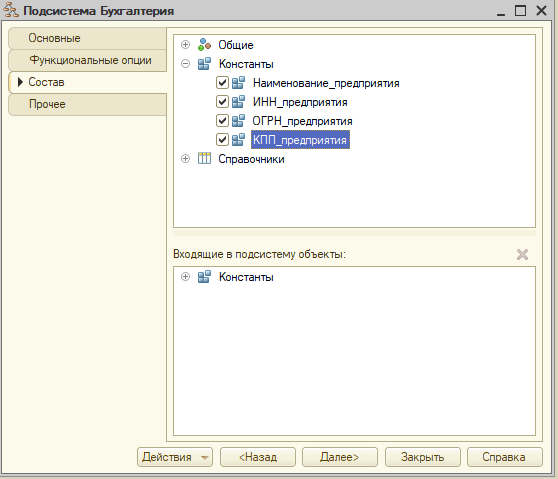 Подсистема Бухгалтерия
Основные
Функциональные опции
Состав
Прочее
Общие
Константы
Наименование_предприятия
ИНН_предприятия
ОГРН_предприятия
КПП_предприятия
Справочники
Входящие в подсистему объекты:
Константы
Действия
<Назад
Далее>
Закрыть
Справка